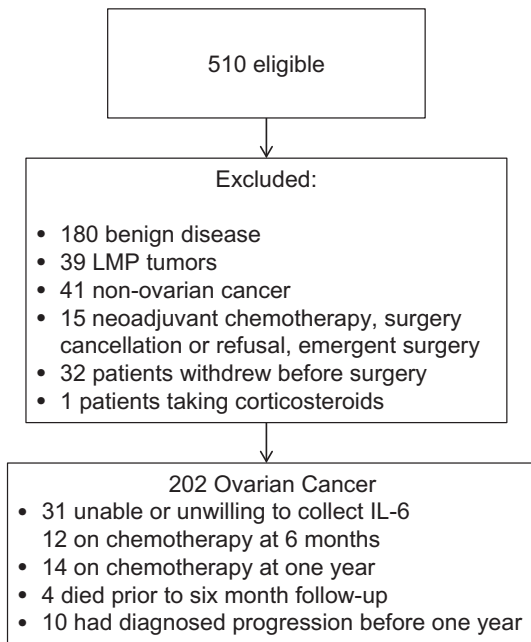 510 eligible
Excluded:
• 180 benign disease
• 39 LMP tumors
• 41 non-ovarian cancer
• 15 neoadjuvant chemotherapy, surgery
cancellation or refusal, emergent surgery
• 32 patients withdrew before surgery
• 1 patients taking corticosteroids
202 Ovarian Cancer
• 31 unable or unwilling to collect IL-6
12 on chemotherapy at 6 months
• 14 on chemotherapy at one year
• 4 died prior to six month follow-up
• 10 had diagnosed progression before one year